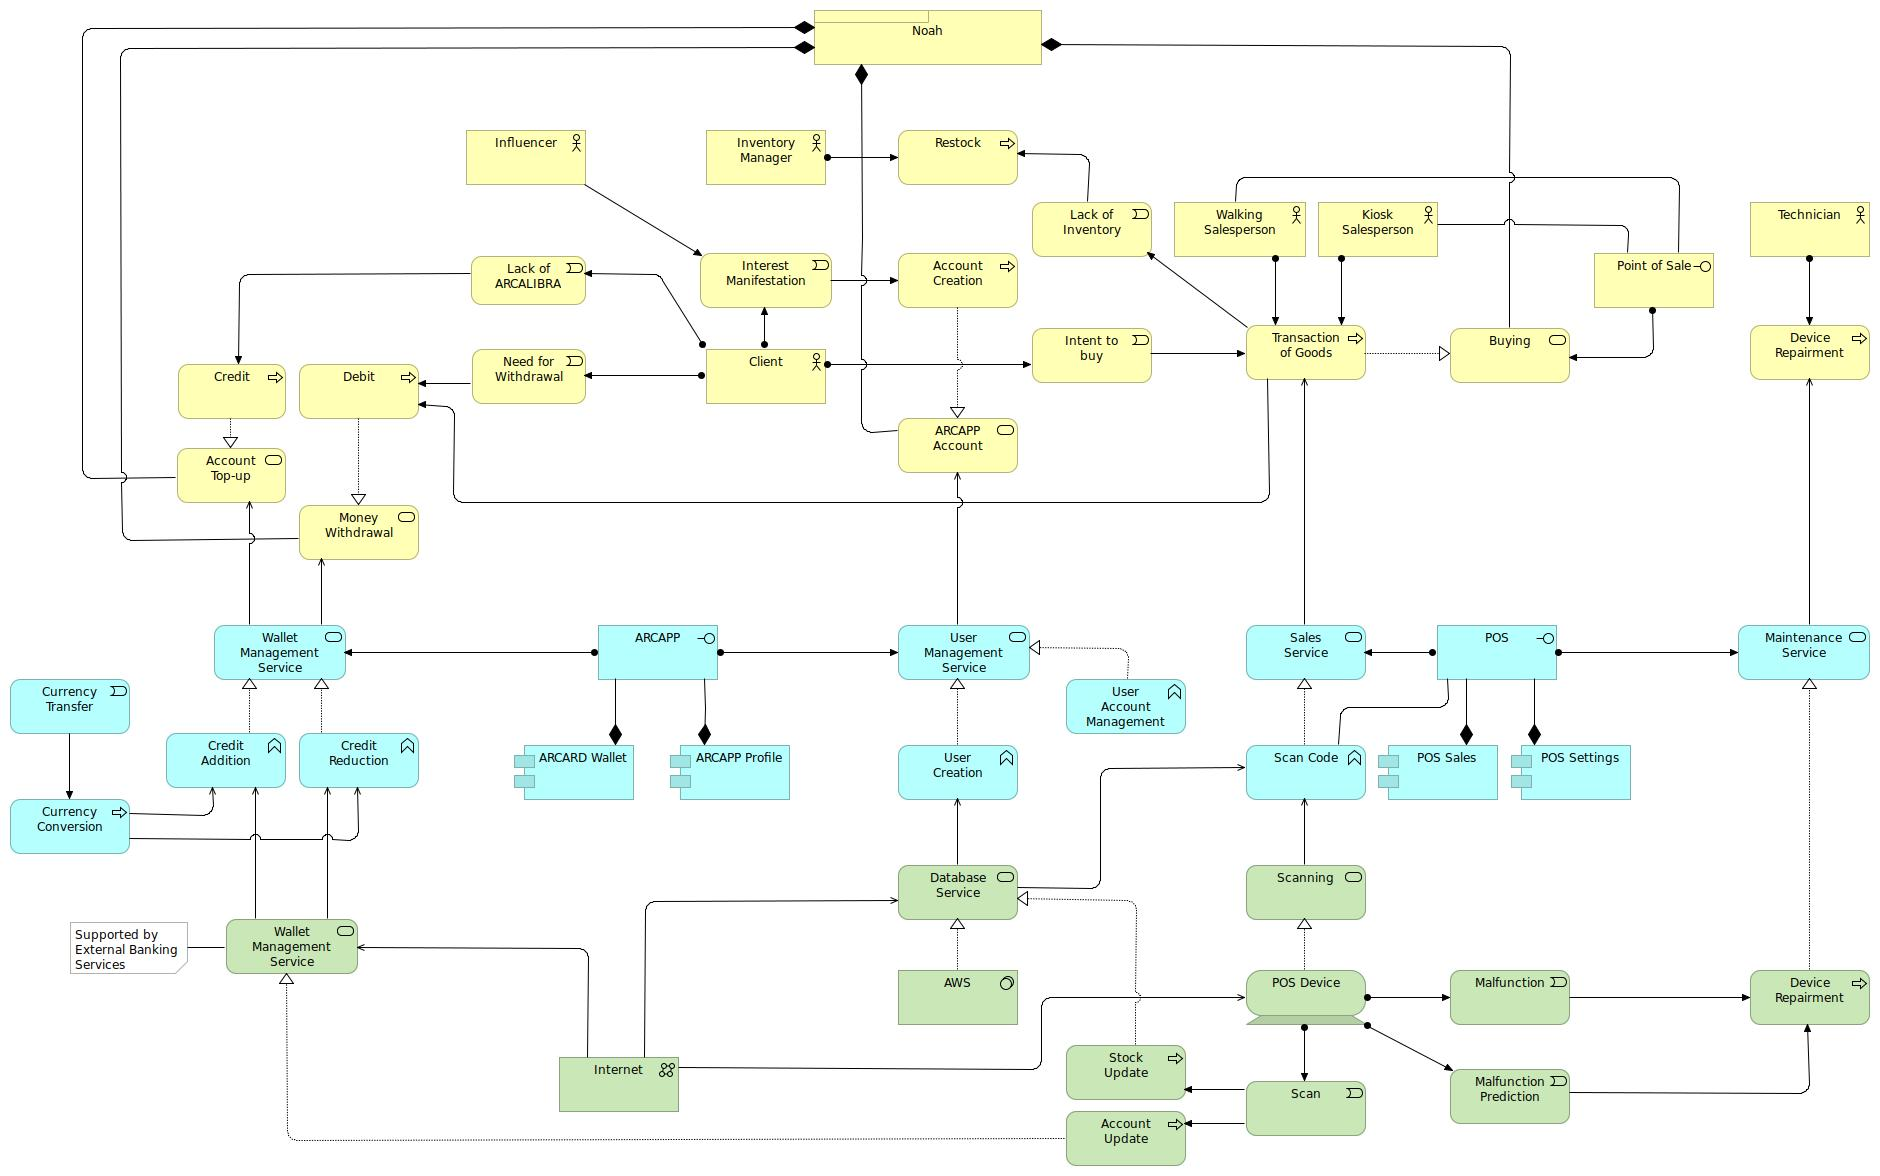 Noah
Influencer
Inventory
Manager
Restock
Lack of
Inventory
Walking
Salesperson
Kiosk
Salesperson
Technician
Lack of
ARCALIBRA
Interest
Manifestation
Account
Creation
Point of Sale
Credit
Debit
Need for
Withdrawal
Client
Intent to
buy
Transaction
of Goods
Buying
Device
Repairment
Account
Top-up
ARCAPP
Account
Money
Withdrawal
Wallet
Management
Service
ARCAPP
User
Management
Service
Sales
Service
POS
Maintenance
Service
Currency
Transfer
User
Account
Management
Credit
Addition
Credit
Reduction
ARCARD Wallet
ARCAPP Profile
User
Creation
Scan Code
POS Sales
POS Settings
Currency
Conversion
Database
Service
Scanning
Supported by
External Banking
Services
Wallet
Management
Service
AWS
POS Device
Malfunction
Device
Repairment
Internet
Stock
Update
Scan
Malfunction
Prediction
Account
Update